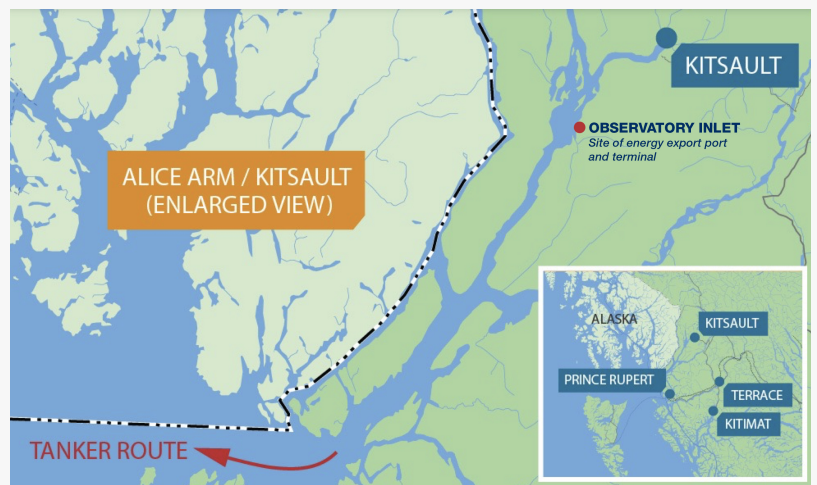 KITSAULT
OBSERVATORY INLET
Site of energy export port
and terminal
ALICE ARM / KITSAULT
(ENLARGED VIEW)
TANKER ROUTE
ALASKA
KITSAULT
PRINCE RUPERT
TERRACE
KITIMAT